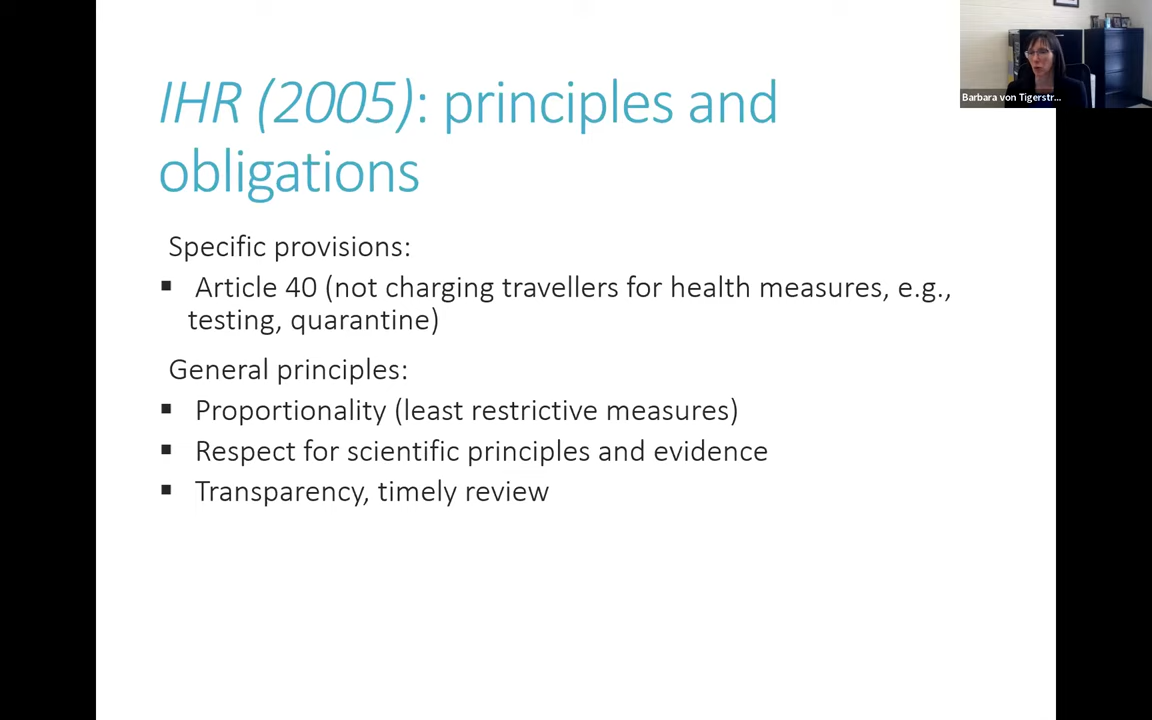 IHR (2005): principles and
obligations
Specific provisions:
▪ Article 40 (not charging travellers for health measures, e.g.,
testing, quarantine)
General principles:
▪ Proportionality (least restrictive measures)
▪ Respect for scientific principles and evidence
▪ Transparency, timely review
Barbara von Tigerstr...